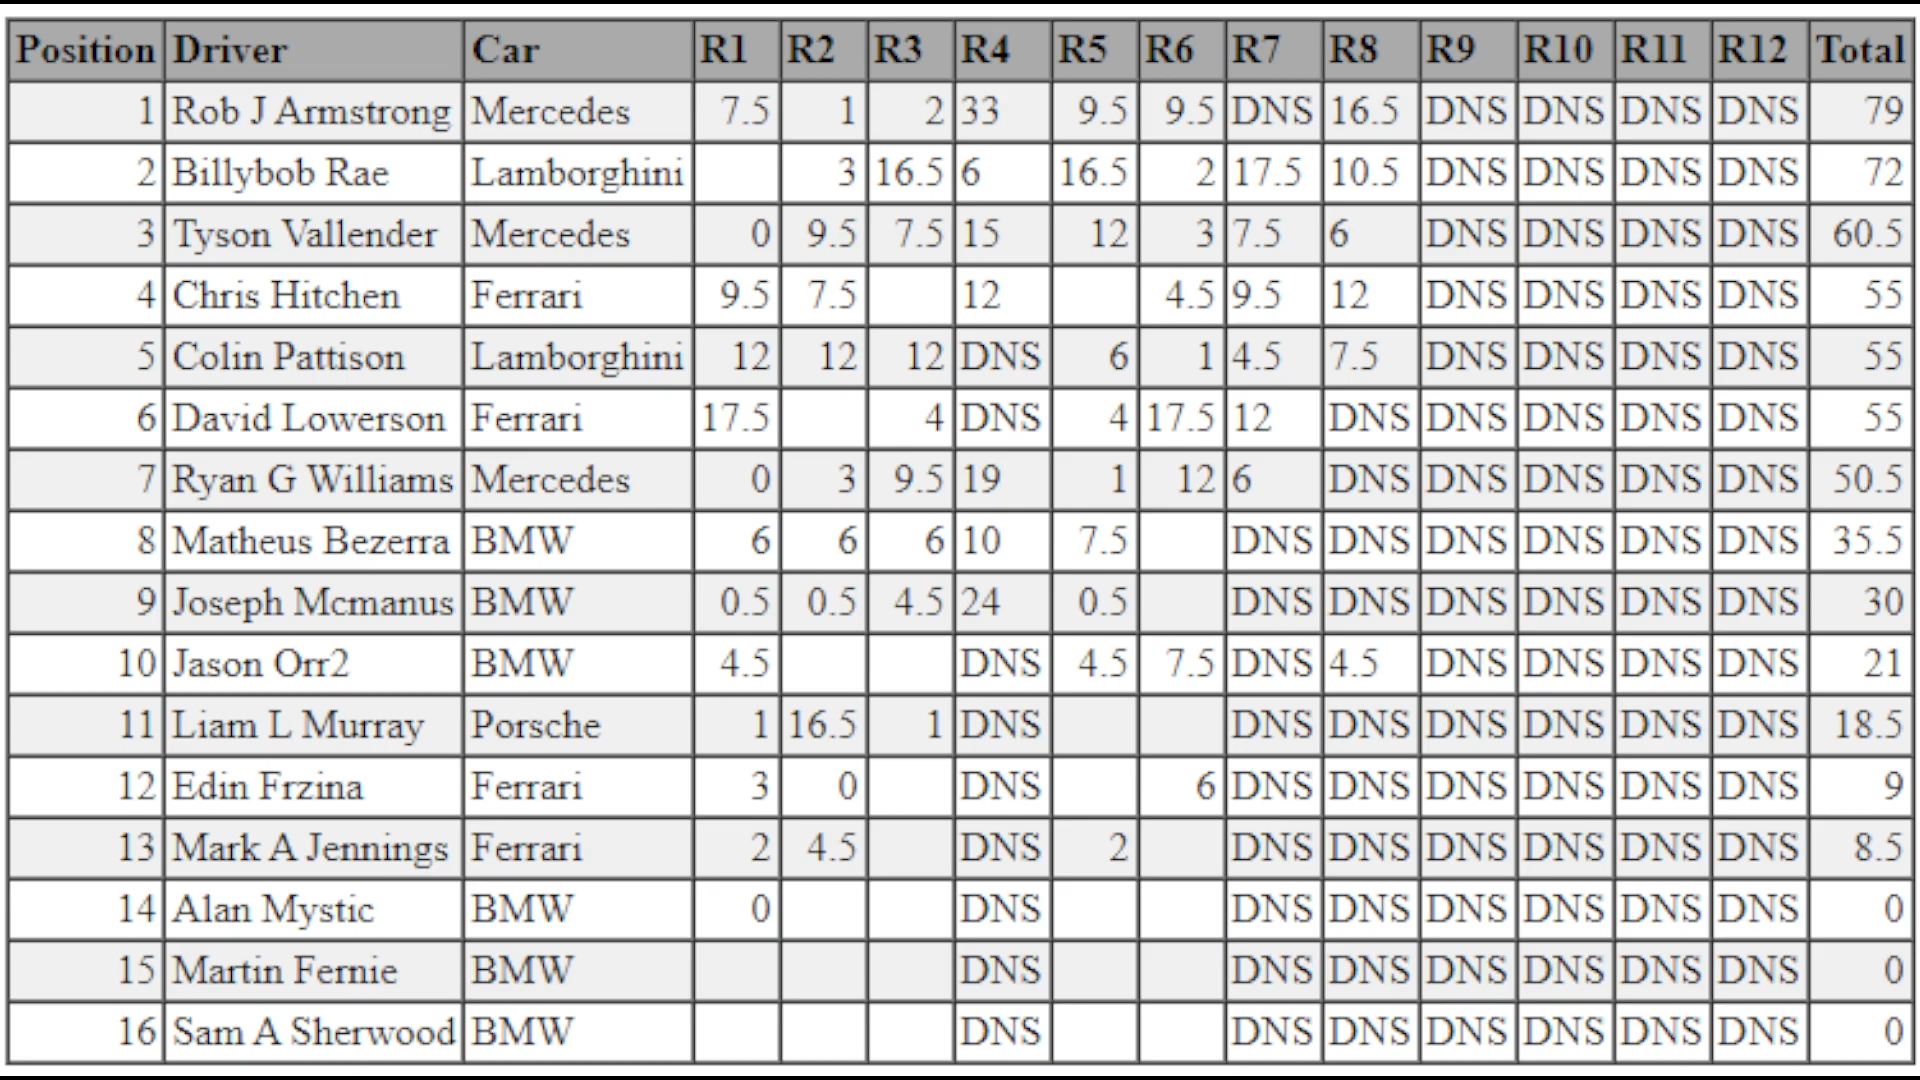 Position Driver Car R1 R2 R3 R4 R5 R6 R7 R8 R9 R10 R11 R12 Total
1 Rob J Armstrong Mercedes 7.5 1 2 33 9.5 9.5 DNS 16.5 DNS DNS DNS DNS 79
2 Billybob Rae Lamborghini 3 16.5 6 16.5 2 17.5 10.5 DNS DNS DNS DNS 72
3 Tyson Vallender Mercedes 0 9.5 7.5 15 12 3 7.5 6 DNS DNS DNS DNS 60.5
4 Chris Hitchen Ferrari 9.5 7.5 12 4.5 9.5 12 DNS DNS DNS DNS 55
5 Colin Pattison Lamborghini 12 12 12 DNS 6 1 4.5 7.5 DNS DNS DNS DNS 55
6 David Lowerson Ferrari 17.5 4 DNS 4 17.5 12 DNS DNS DNS DNS DNS 55
7 Ryan G Williams Mercedes 0 3 9.5 19 1 12 6 DNS DNS DNS DNS DNS 50.5
8 Matheus Bezerra BMW 6 6 6 10 7.5 DNS DNS DNS DNS DNS DNS 35.5
9 Joseph Mcmanus BMW 0.5 0.5 4.5 24 0.5 DNS DNS DNS DNS DNS DNS 30
10 Jason Orr2 BMW 4.5 DNS 4.5 7.5 DNS 4.5 DNS DNS DNS DNS 21
11 Liam L Murray Porsche 1 16.5 1 DNS DNS DNS DNS DNS DNS DNS 18.5
12 Edin Frzina Ferrari 3 0 DNS 6 DNS DNS DNS DNS DNS DNS 9
13 Mark A Jennings Ferrari 2 4.5 DNS 2 DNS DNS DNS DNS DNS DNS 8.5
14 Alan Mystic BMW 0 DNS DNS DNS DNS DNS DNS DNS 0
15 Martin Fernie BMW DNS DNS DNS DNS DNS DNS DNS 0
16 Sam A Sherwood BMW DNS DNS DNS DNS DNS DNS DNS 0